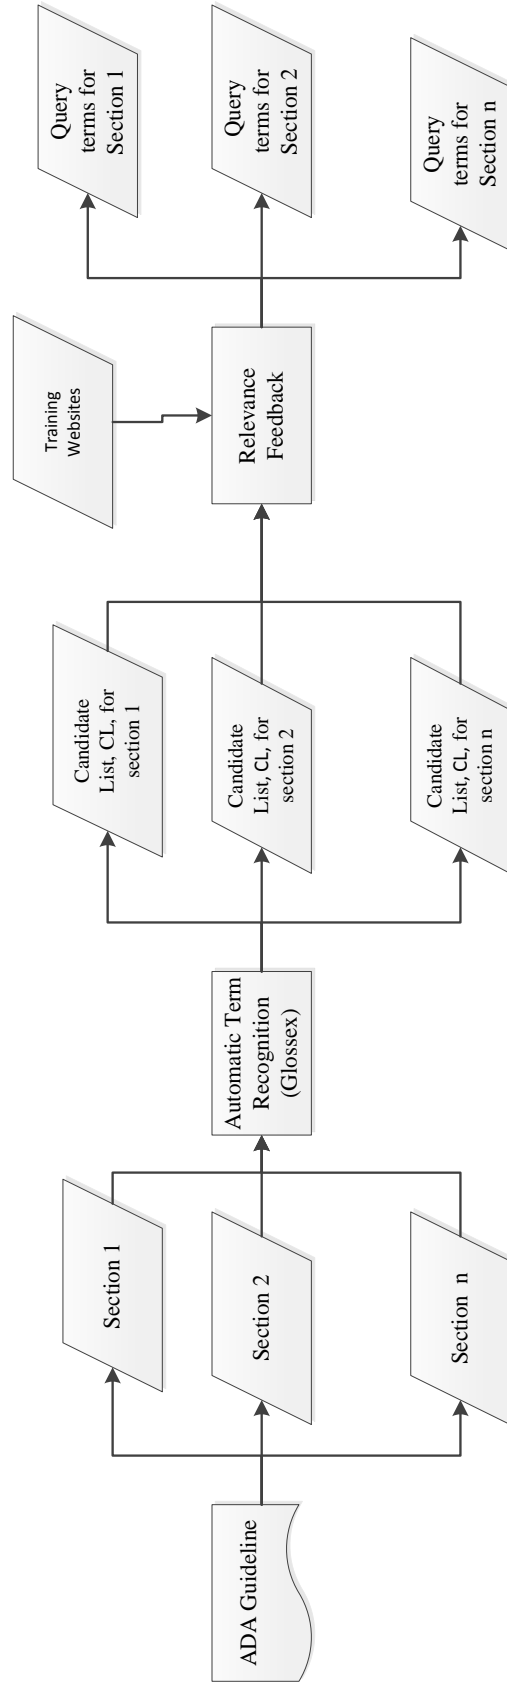 ADA Guideline
Section 1
Section 2
Section n
Automatic Term
Recognition
(Glossex)
Candidate
List, CL, for
section 1
Candidate
List, CL, for
section 2
Candidate
List, CL, for
section n
Training
Websites
Relevance
Feedback
Query
terms for
Section 1
Query
terms for
Section 2
Query
terms for
Section n